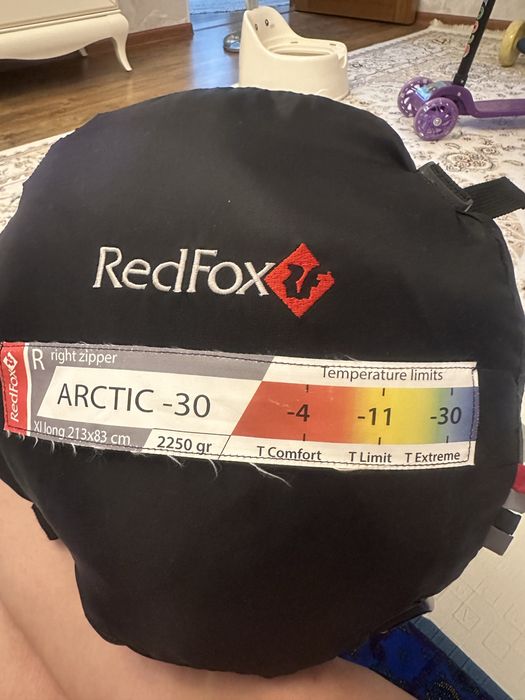 RedFox
RedFox
R right zipper
ARCTIC -30
Xl long 213x83 cm
2250 gr
Temperature limits
-4 -11 -30
T Comfort T Limit T Extreme